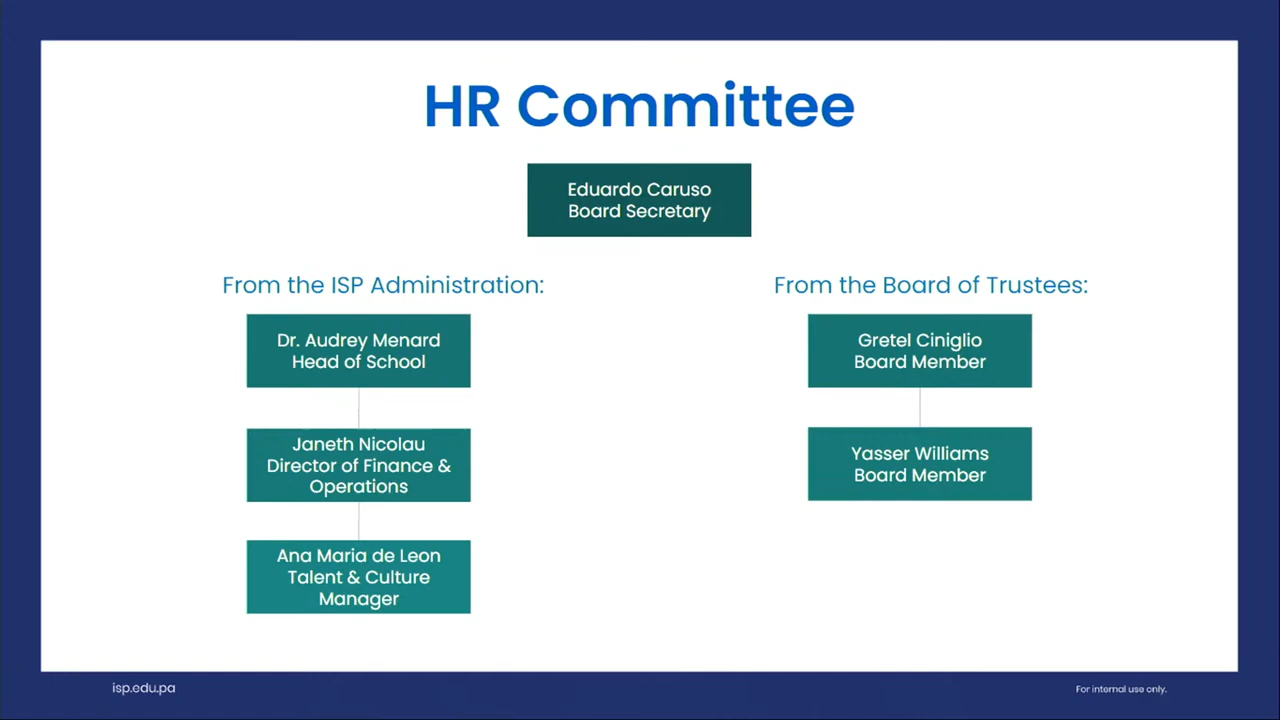 HR Committee
Eduardo Caruso
Board Secretary
From the ISP Administration:
Dr. Audrey Menard
Head of School
Janeth Nicolau
Director of Finance &
Operations
Ana Maria de Leon
Talent & Culture
Manager
From the Board of Trustees:
Gretel Ciniglio
Board Member
Yasser Williams
Board Member
isp.edu.pa
For internal use only.